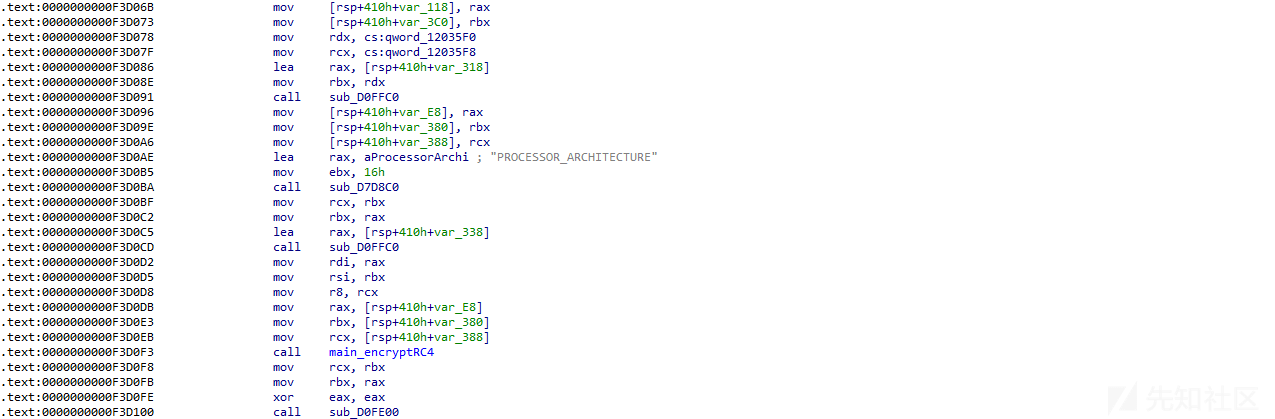 .text:0000000000F3D06B mov [rsp+410h+var_118], rax
.text:0000000000F3D073 mov [rsp+410h+var_3C0], rbx
.text:0000000000F3D078 mov rdx, cs:qword_12035F0
.text:0000000000F3D07F mov rcx, cs:qword_12035F8
.text:0000000000F3D086 lea rax, [rsp+410h+var_318]
.text:0000000000F3D08E mov rbx, rdx
.text:0000000000F3D091 call sub_D0FFC0
.text:0000000000F3D096 mov [rsp+410h+var_E8], rax
.text:0000000000F3D09E mov [rsp+410h+var_380], rbx
.text:0000000000F3D0A6 mov [rsp+410h+var_388], rcx
.text:0000000000F3D0AE lea rax, aProcessorArchi ; "PROCESSOR_ARCHITECTURE"
.text:0000000000F3D0B5 mov ebx, 16h
.text:0000000000F3D0BA call sub_D7D8C0
.text:0000000000F3D0BF mov rcx, rbx
.text:0000000000F3D0C2 mov rbx, rax
.text:0000000000F3D0C5 lea rax, [rsp+410h+var_338]
.text:0000000000F3D0CD call sub_D0FFC0
.text:0000000000F3D0D2 mov rdi, rax
.text:0000000000F3D0D5 mov rsi, rbx
.text:0000000000F3D0D8 mov r8, rcx
.text:0000000000F3D0DB mov rax, [rsp+410h+var_E8]
.text:0000000000F3D0E3 mov rbx, [rsp+410h+var_380]
.text:0000000000F3D0EB mov rcx, [rsp+410h+var_388]
.text:0000000000F3D0F3 call main_encryptRC4
.text:0000000000F3D0F8 mov rcx, rbx
.text:0000000000F3D0FB mov rbx, rax
.text:0000000000F3D0FE xor eax, eax
.text:0000000000F3D100 call sub_D0FE00
先知社区